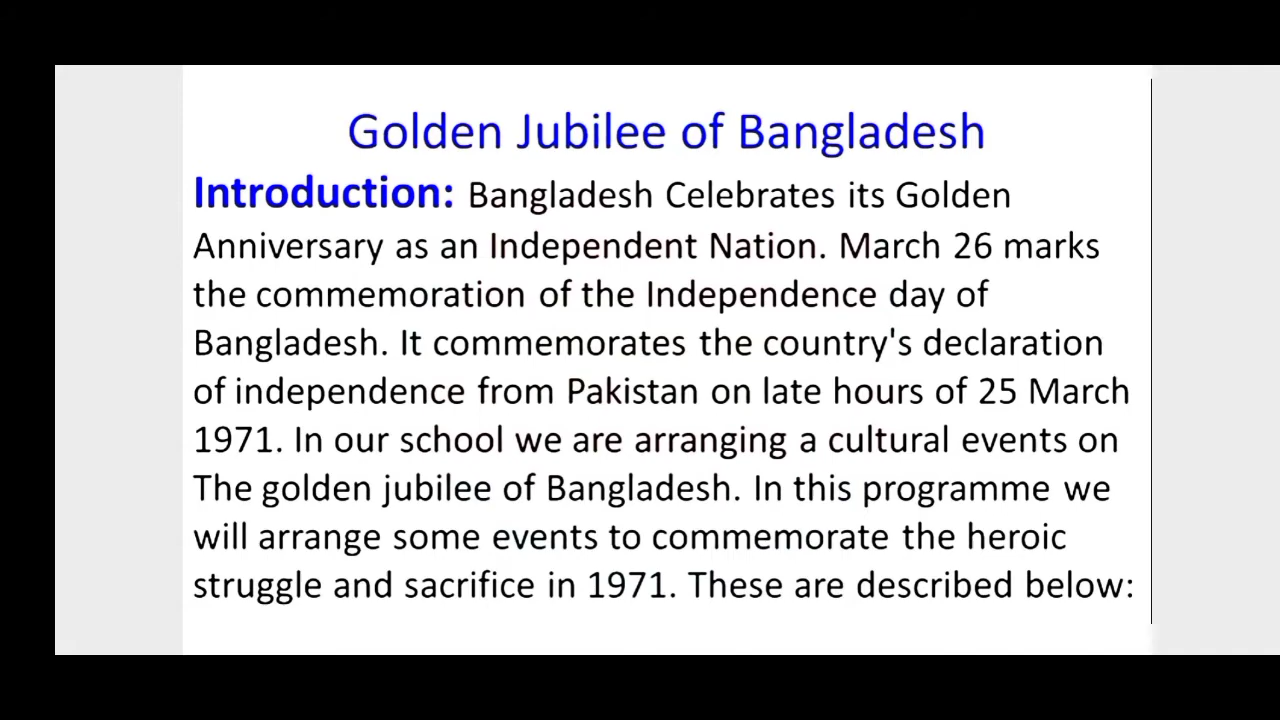 Golden Jubilee of Bangladesh
Introduction: Bangladesh Celebrates its Golden
Anniversary as an Independent Nation. March 26 marks
the commemoration of the Independence day of
Bangladesh. It commemorates the country's declaration
of independence from Pakistan on late hours of 25 March
1971. In our school we are arranging a cultural events on
The golden jubilee of Bangladesh. In this programme we
will arrange some events to commemorate the heroic
struggle and sacrifice in 1971. These are described below: